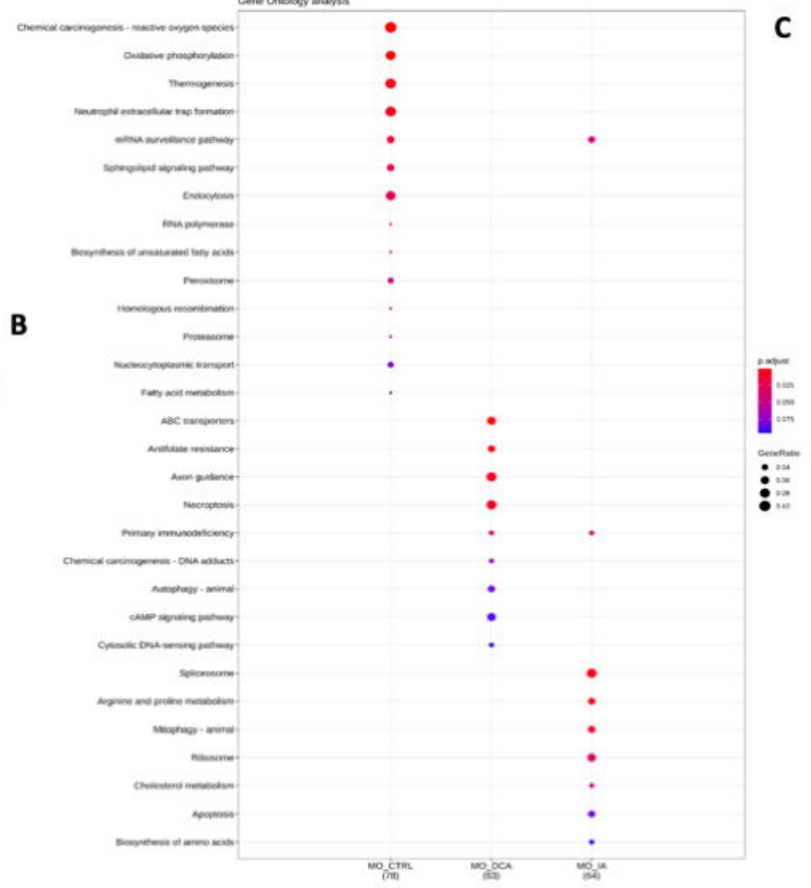 Gene Ontology analysis
C
Chemical carcinogenesis - reactive oxygen species
Oxidative phosphorylation
Thermogenesis
Neutrophil extracellular trap formation
mRNA surveillance pathway
Sphingolipid signaling pathway
Endocytosis
RNA polymerase
Biosynthesis of unsaturated fatty acids
Peroxisome
Homologous recombination
B
Proteasome
Nucleocytoplasmic transport
Fatty acid metabolism
ABC transporters
Antifolate resistance
Axon guidance
Necroptosis
Primary immunodeficiency
Chemical carcinogenesis - DNA adducts
Autophagy - animal
cAMP signaling pathway
Cytosolic DNA-sensing pathway
Spliceosome
Arginine and proline metabolism
Mitophagy - animal
Ribosome
Cholesterol metabolism
Apoptosis
Biosynthesis of amino acids
p.adjust
0.025
0.050
0.075
GeneRatio
0.04
0.06
0.08
0.10
MO_CTRL
(78)
MO_DCA
(53)
MO_IA
(64)